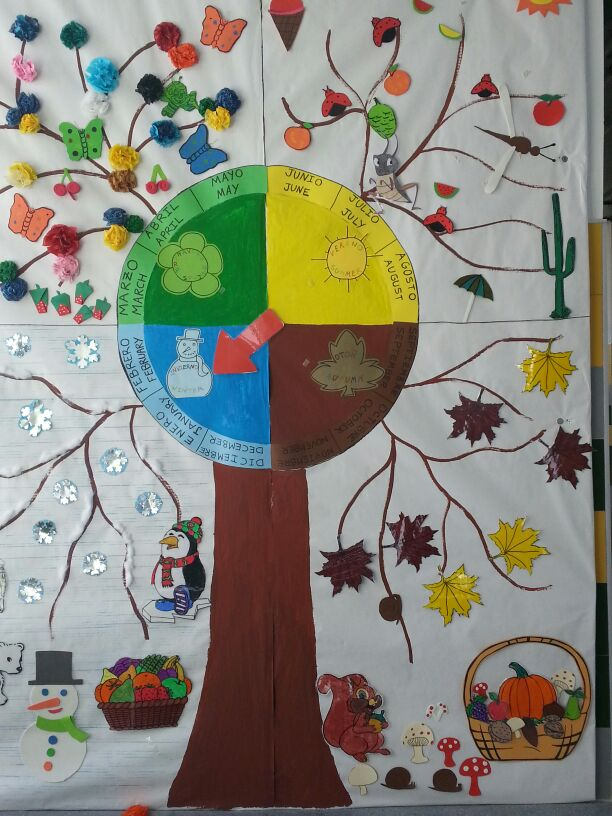 MAYO
MAY
JUNIO
JUNE
ABRIL
APRIL
JULIO
JULY
MARZO
MARCH
VERANO
SUMMER
AGOSTO
AUGUST
FEBRERO
FEBRUARY
INVIERNO
WINTER
OTOÑO
AUTUMN
SEPTIEMBRE
SEPTEMBER
ENERO
JANUARY
OCTUBRE
OCTOBER
DICIEMBRE
DECEMBER
NOVIEMBRE
NOVEMBER